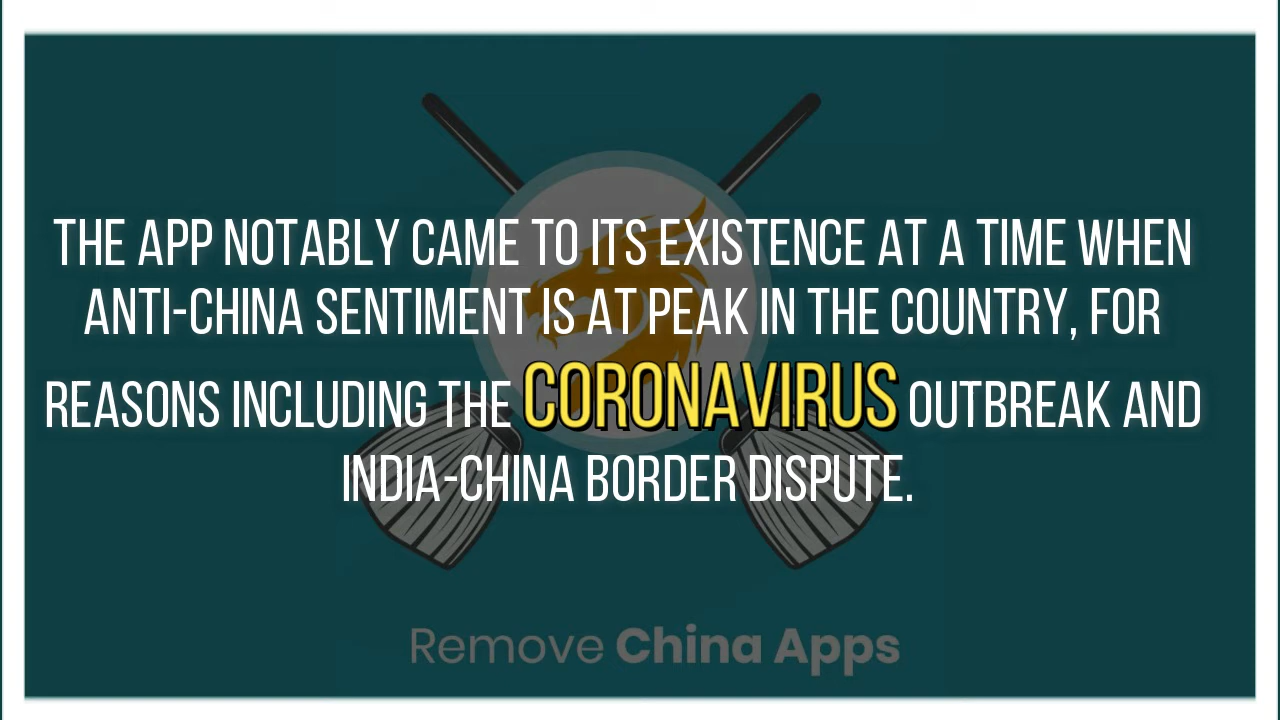 THE APP NOTABLY CAME TO ITS EXISTENCE AT A TIME WHEN
ANTI-CHINA SENTIMENT IS AT PEAK IN THE COUNTRY, FOR
REASONS INCLUDING THE CORONAVIRUS OUTBREAK AND
INDIA-CHINA BORDER DISPUTE.
Remove China Apps